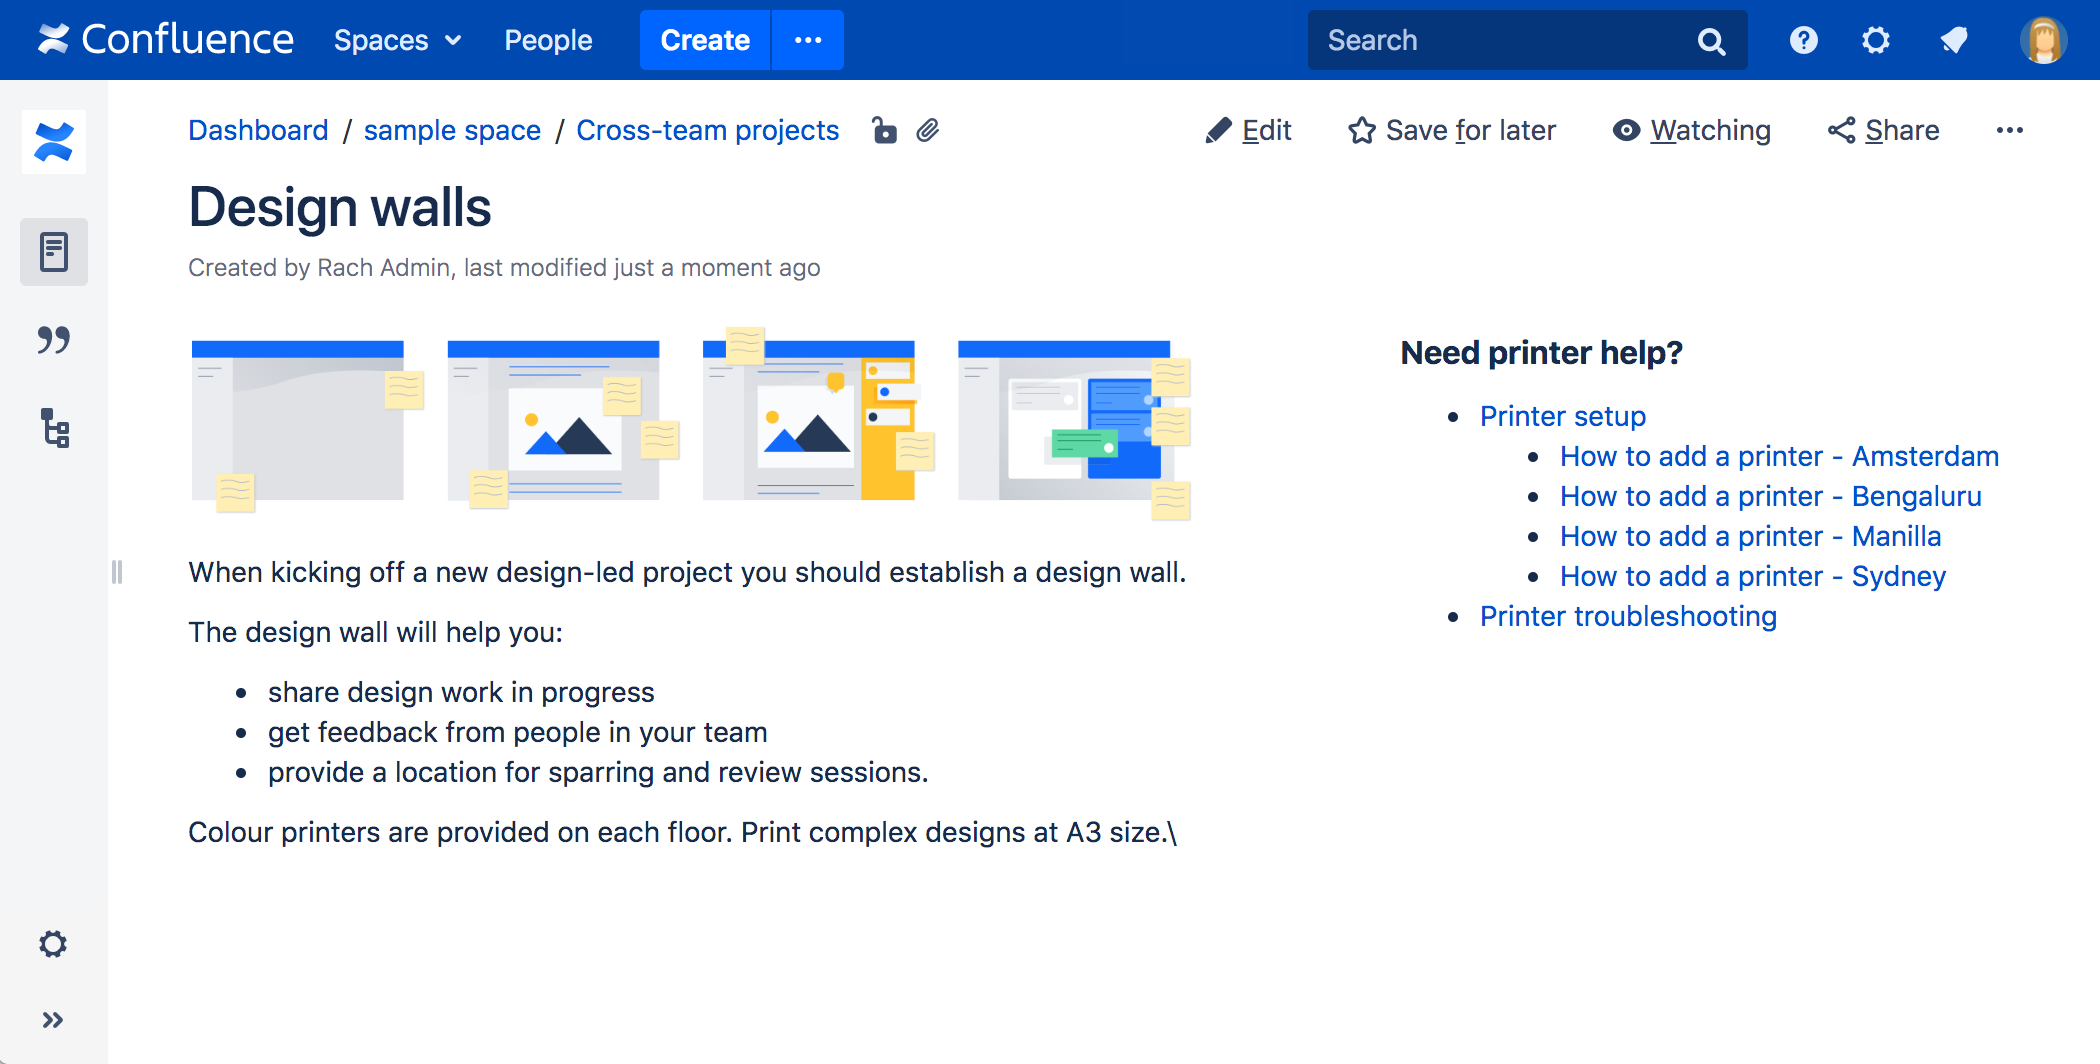 Confluence Spaces People Create Search
Dashboard / sample space / Cross-team projects Edit Save for later Watching Share
Design walls
Created by Rach Admin, last modified just a moment ago
When kicking off a new design-led project you should establish a design wall.
The design wall will help you:
share design work in progress
get feedback from people in your team
provide a location for sparring and review sessions.
Colour printers are provided on each floor. Print complex designs at A3 size.\
Need printer help?
Printer setup
How to add a printer - Amsterdam
How to add a printer - Bengaluru
How to add a printer - Manilla
How to add a printer - Sydney
Printer troubleshooting